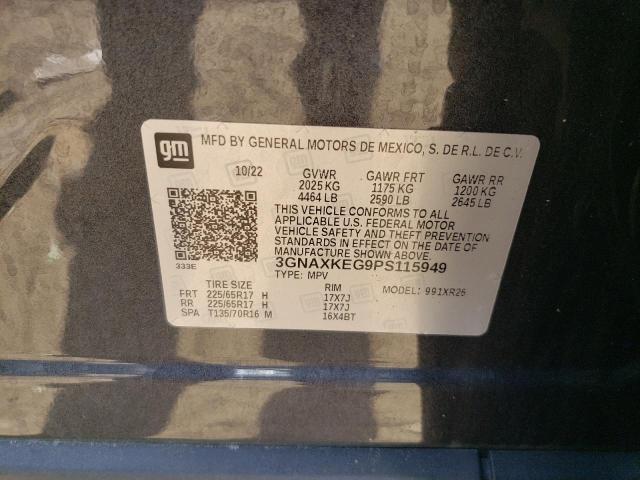 gm
MFD BY GENERAL MOTORS DE MEXICO, S. DE R.L. DE C.V.
10/22 GVWR GAWR FRT GAWR RR
2025 KG 1175 KG 1200 KG
4464 LB 2590 LB 2645 LB
THIS VEHICLE CONFORMS TO ALL
APPLICABLE U.S. FEDERAL MOTOR
VEHICLE SAFETY AND THEFT PREVENTION
STANDARDS IN EFFECT ON THE DATE OF
MANUFACTURE SHOWN ABOVE.
333E
3GNAXKEG9PS115949
TYPE: MPV
TIRE SIZE RIM MODEL: 991XR26
FRT 225/65R17 H 17X7J
RR 225/65R17 H 17X7J
SPA T135/70R16 M 16X4BT